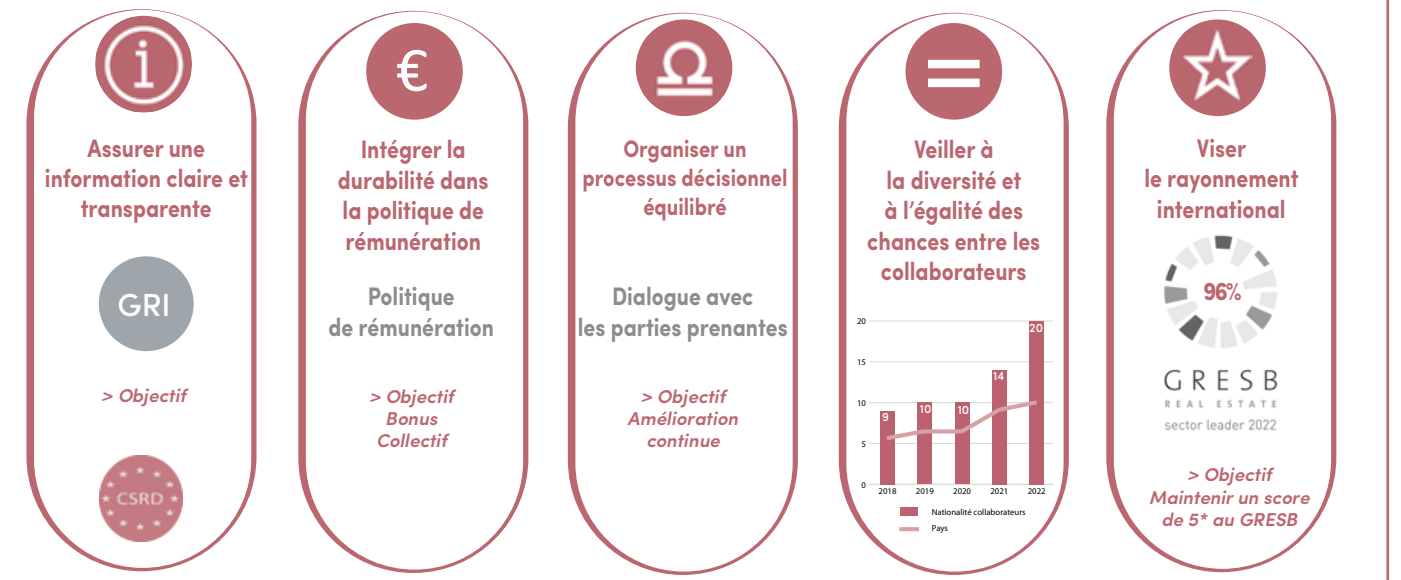 i
Assurer une
information claire et
transparente
GRI
> Objectif
CSRD
€
Intégrer la
durabilité dans
la politique de
rémunération
Politique
de rémunération
> Objectif
Bonus
Collectif
Organiser un
processus décisionnel
équilibré
Dialogue avec
les parties prenantes
> Objectif
Amélioration
continue
=
Veiller à
la diversité et
à l'égalité des
chances entre les
collaborateurs
20
15
10
5
0
9
10
10
14
20
2018 2019 2020 2021 2022
Nationalité collaborateurs
Pays
Viser
le rayonnement
international
96%
GRESB
REAL ESTATE
sector leader 2022
> Objectif
Maintenir un score
de 5* au GRESB